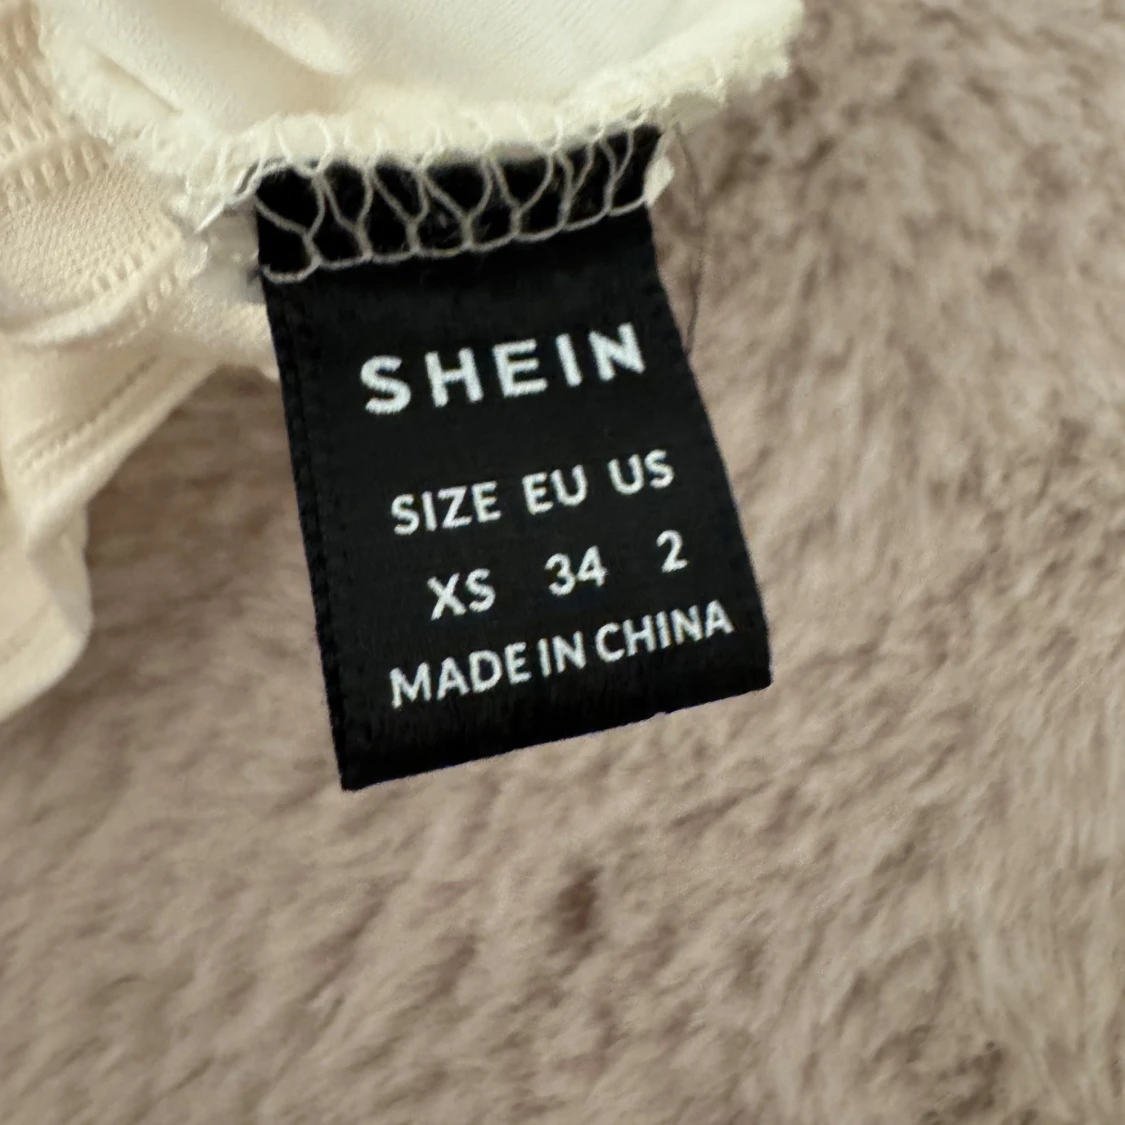 SHEIN
SIZE EU US
XS 34 2
MADE IN CHINA